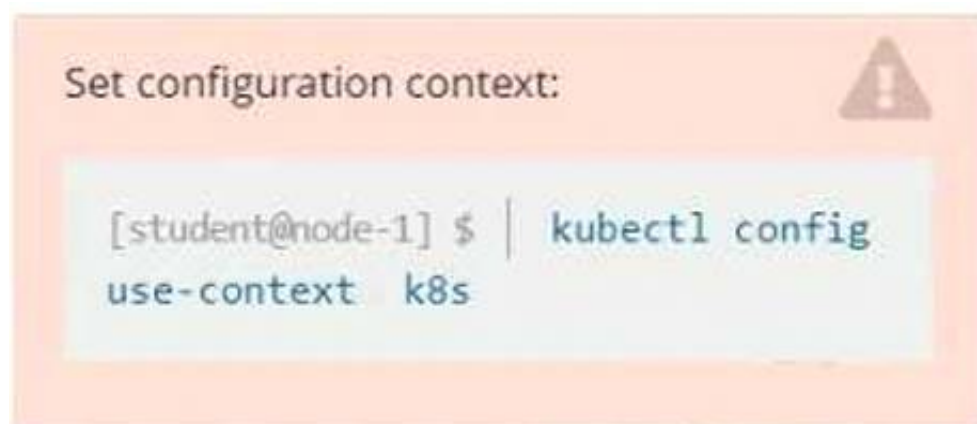 Set configuration context:
[student@node-1] $ | kubectl config
use-context k8s